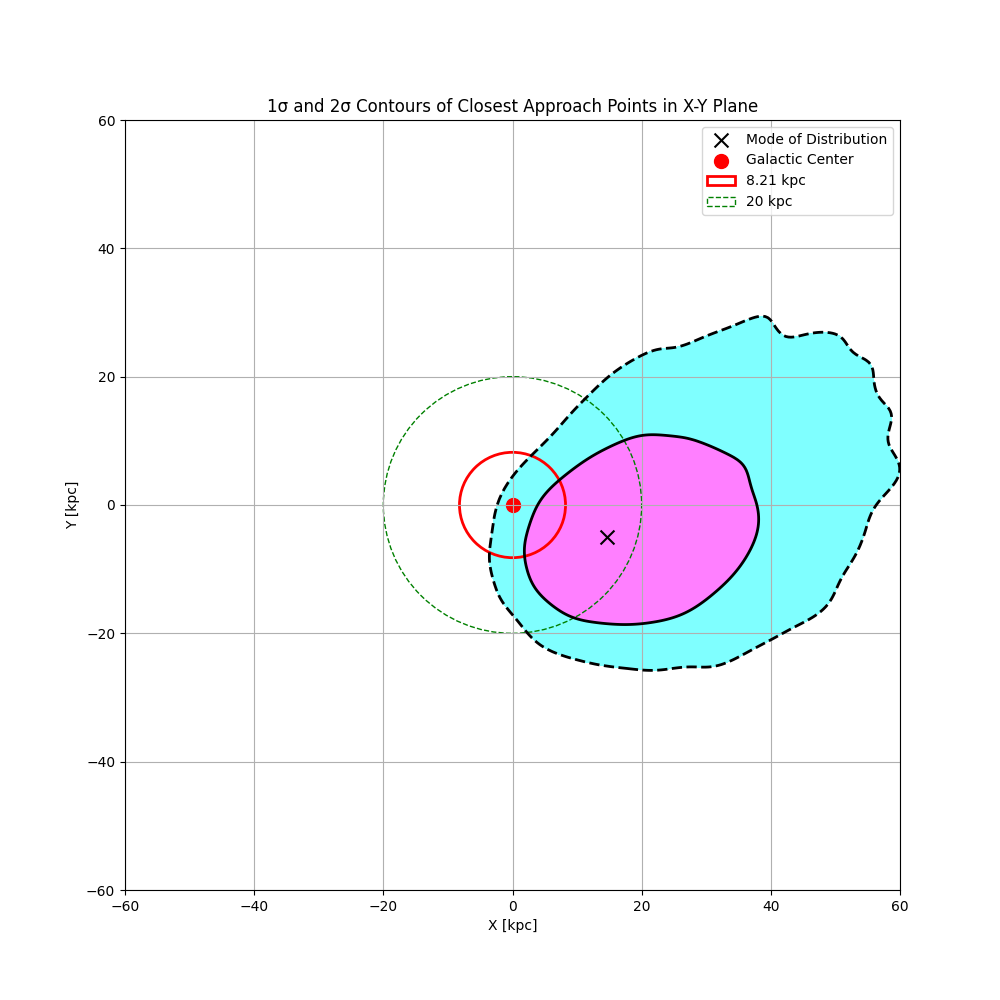 1σ and 2σ Contours of Closest Approach Points in X-Y Plane
Mode of Distribution
Galactic Center
8.21 kpc
20 kpc
60
40
20
0
−20
−40
−60
Y [kpc]
−60 −40 −20 0 20 40 60
X [kpc]